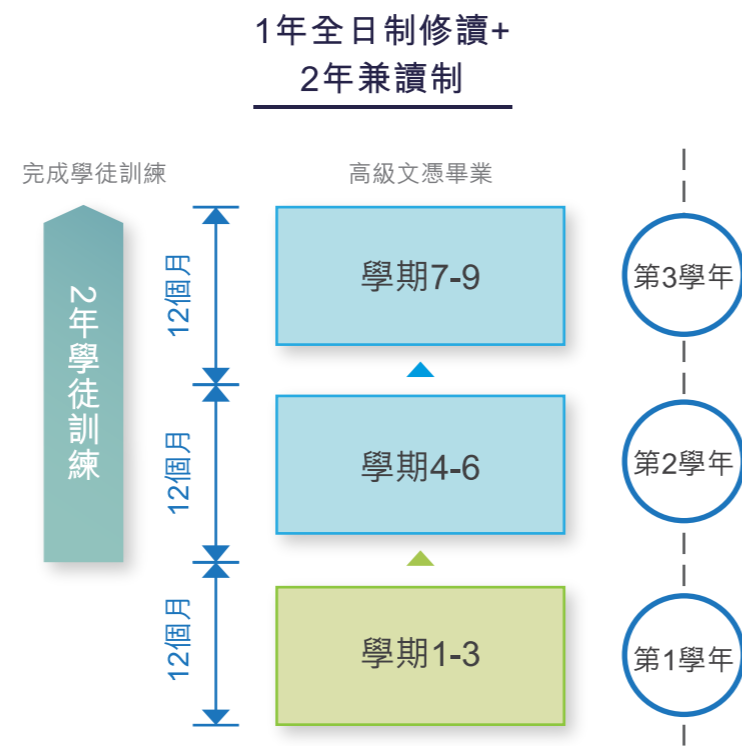 1年全日制修讀+
2年兼讀制
完成學徒訓練
高級文憑畢業
2年學徒訓練
12個月
學期7-9
第3學年
12個月
學期4-6
第2學年
12個月
學期1-3
第1學年